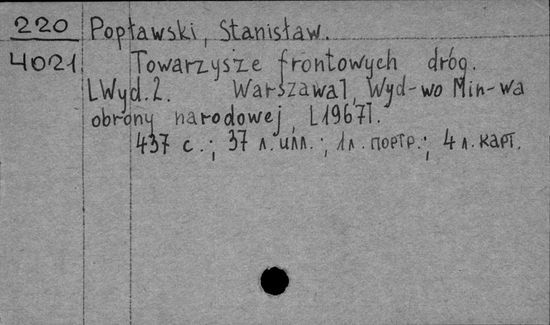 220 Popławski, Stanisław.
4021 Towarzysze frontowych dróg.
[Wyd. 2. Warszawa], Wyd-wo Min-wa
obrony narodowej, [1967].
437 с.; 37 л. илл.; 1 л. портр.; 4 л. карт.